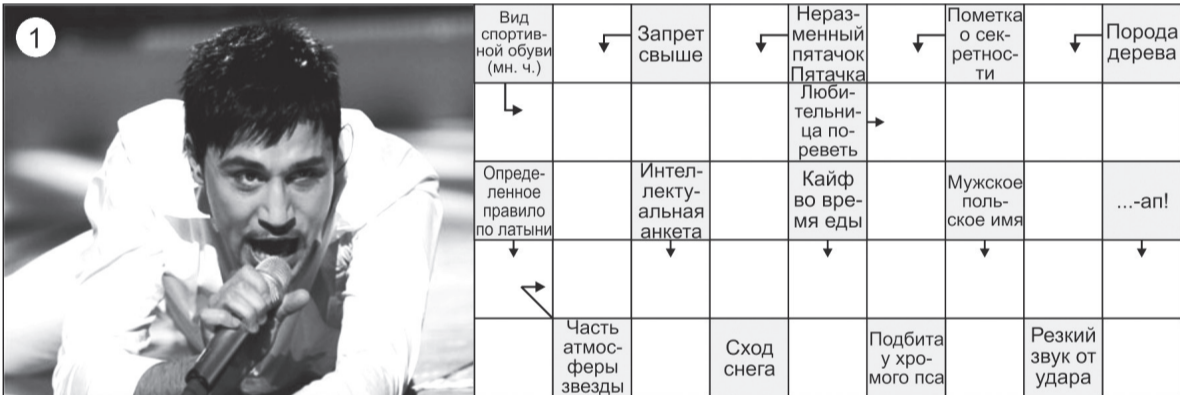 1
Вид
спортив-
ной обуви
(мн. ч.)
Запрет
свыше
Нераз-
менный
пятачок
Пятачка
Пометка
о сек-
ретнос-
ти
Порода
дерева
Люби-
тельни-
ца по-
реветь
Опреде-
ленное
правило
по латыни
Интел-
лекту-
альная
анкета
Кайф
во вре-
мя еды
Мужское
поль-
ское имя
...-ап!
Часть
атмос-
феры
звезды
Сход
снега
Подбита
у хро-
мого пса
Резкий
звук от
удара